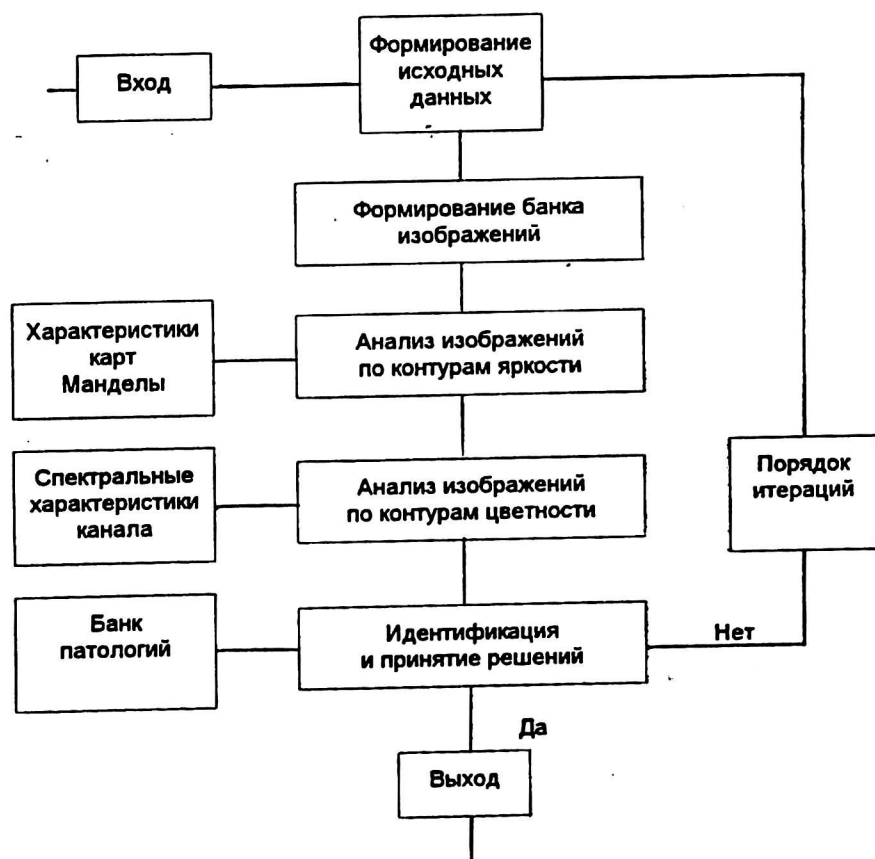 Вход
Формирование
исходных
данных
Формирование банка
изображений
Характеристики
карт
Манделы
Анализ изображений
по контурам яркости
Спектральные
характеристики
канала
Анализ изображений
по контурам цветности
Порядок
итераций
Банк
патологий
Идентификация
и принятие решений
Нет
Да
Выход